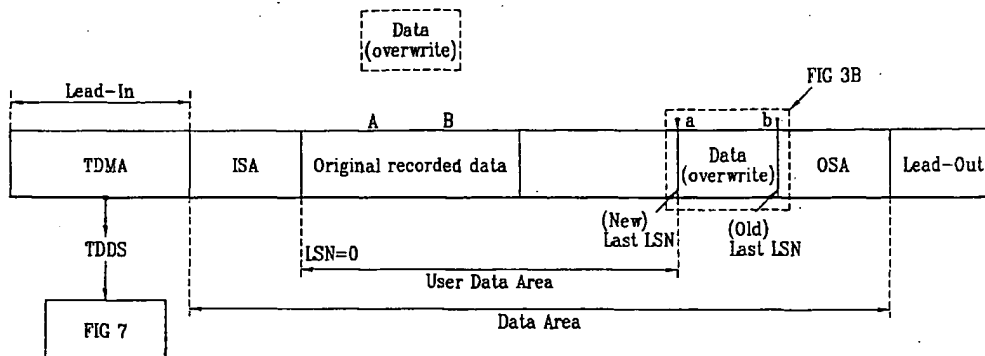 Data
(overwrite)
FIG 3B
Lead-In
A
B
a
b
TDMA
ISA
Original recorded data
Data
(overwrite)
OSA
Lead-Out
(New)
Last LSN
(Old)
Last LSN
TDDS
LSN=0
User Data Area
Data Area
FIG 7